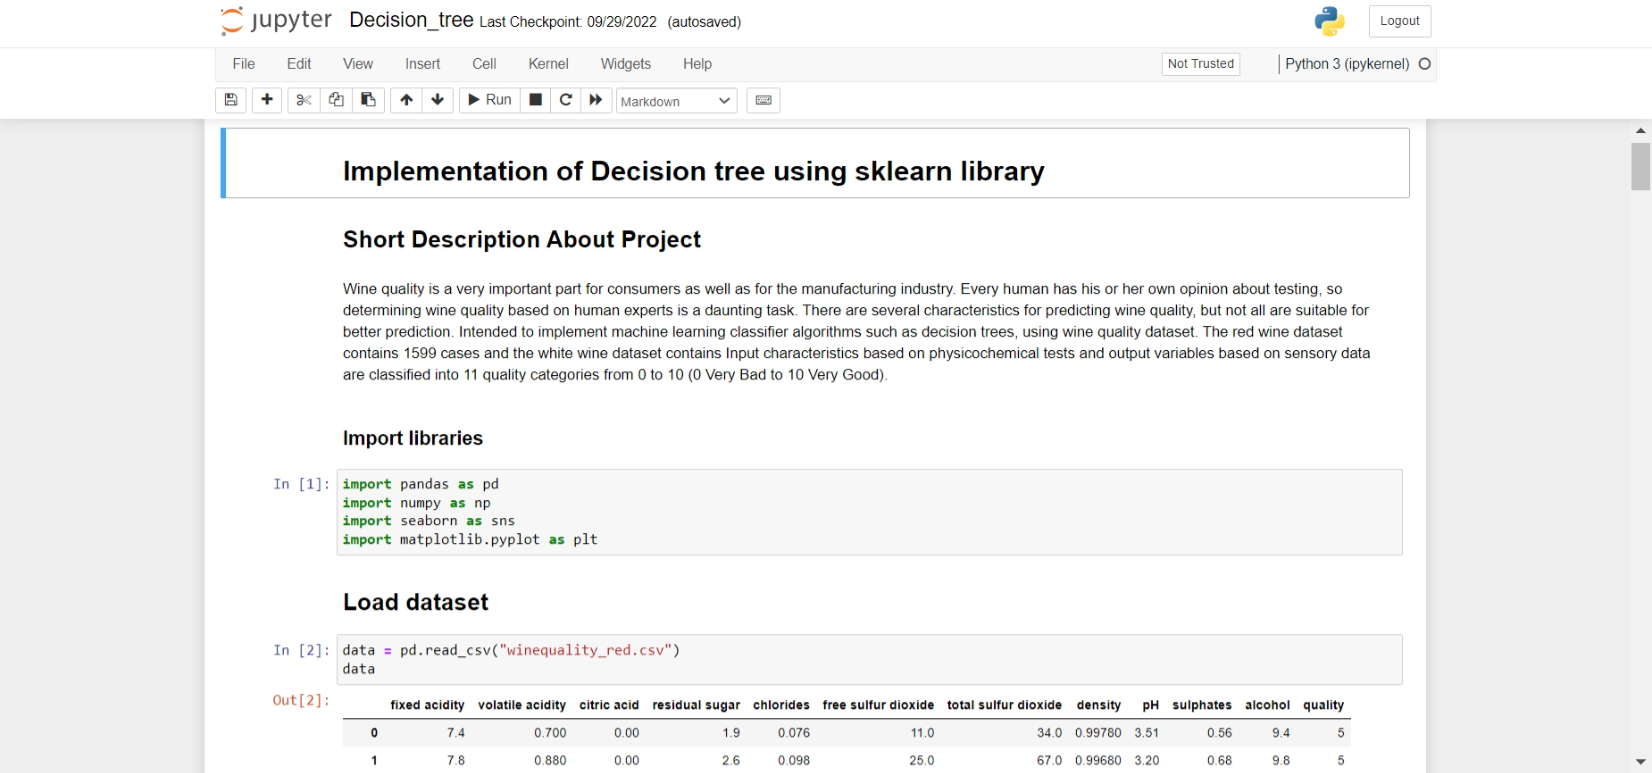 jupyter Decision_tree Last Checkpoint: 09/29/2022 (autosaved) Logout
File Edit View Insert Cell Kernel Widgets Help Not Trusted Python 3 (ipykernel)
Run Markdown
Implementation of Decision tree using sklearn library
Short Description About Project
Wine quality is a very important part for consumers as well as for the manufacturing industry. Every human has his or her own opinion about testing, so
determining wine quality based on human experts is a daunting task. There are several characteristics for predicting wine quality, but not all are suitable for
better prediction. Intended to implement machine learning classifier algorithms such as decision trees, using wine quality dataset. The red wine dataset
contains 1599 cases and the white wine dataset contains Input characteristics based on physicochemical tests and output variables based on sensory data
are classified into 11 quality categories from 0 to 10 (0 Very Bad to 10 Very Good).
Import libraries
In [1]: import pandas as pd
import numpy as np
import seaborn as sns
import matplotlib.pyplot as plt
Load dataset
In [2]: data = pd.read_csv("winequality_red.csv")
data
Out[2]:
fixed acidity volatile acidity citric acid residual sugar chlorides free sulfur dioxide total sulfur dioxide density pH sulphates alcohol quality
0 7.4 0.700 0.00 1.9 0.076 11.0 34.0 0.99780 3.51 0.56 9.4 5
1 7.8 0.880 0.00 2.6 0.098 25.0 67.0 0.99680 3.20 0.68 9.8 5